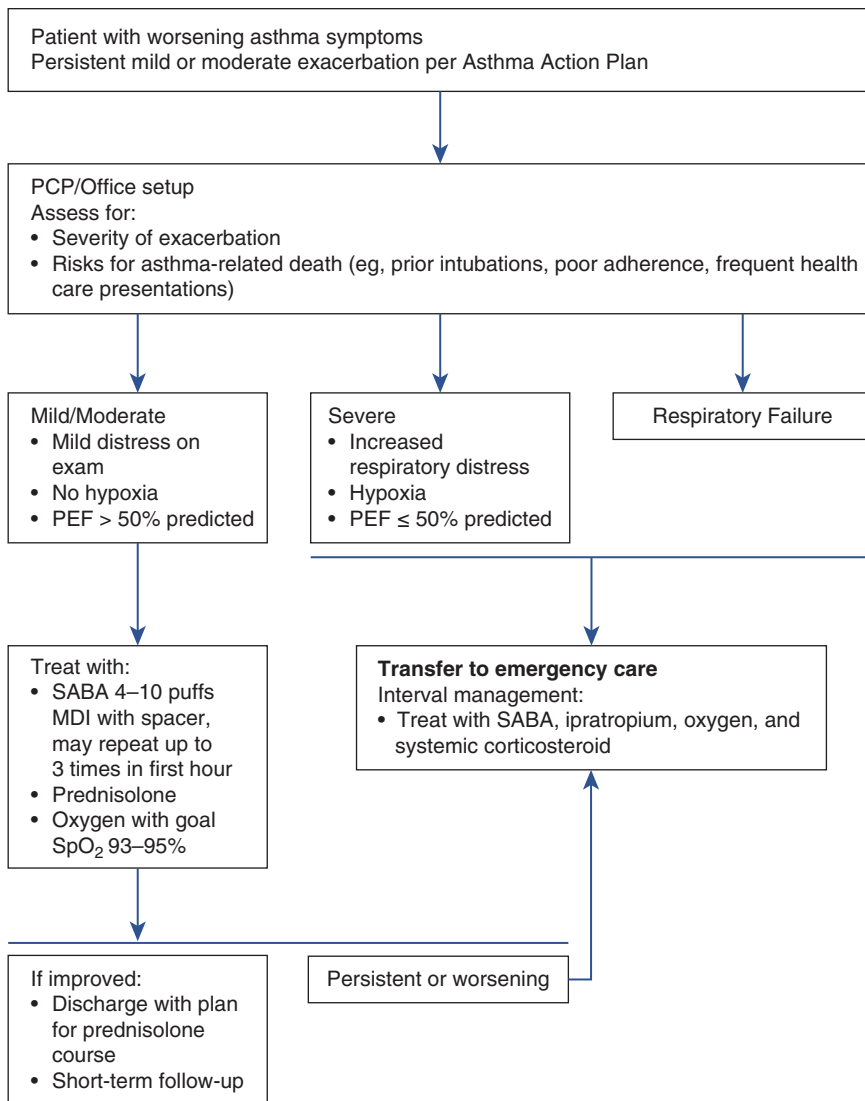 Patient with worsening asthma symptoms
Persistent mild or moderate exacerbation per Asthma Action Plan
PCP/Office setup
Assess for:
• Severity of exacerbation
• Risks for asthma-related death (eg, prior intubations, poor adherence, frequent health
care presentations)
Mild/Moderate
• Mild distress on
exam
• No hypoxia
• PEF > 50% predicted
Severe
• Increased
respiratory distress
• Hypoxia
• PEF ≤ 50% predicted
Respiratory Failure
Treat with:
• SABA 4–10 puffs
MDI with spacer,
may repeat up to
3 times in first hour
• Prednisolone
• Oxygen with goal
SpO₂ 93–95%
Transfer to emergency care
Interval management:
• Treat with SABA, ipratropium, oxygen, and
systemic corticosteroid
If improved:
• Discharge with plan
for prednisolone
course
• Short-term follow-up
Persistent or worsening